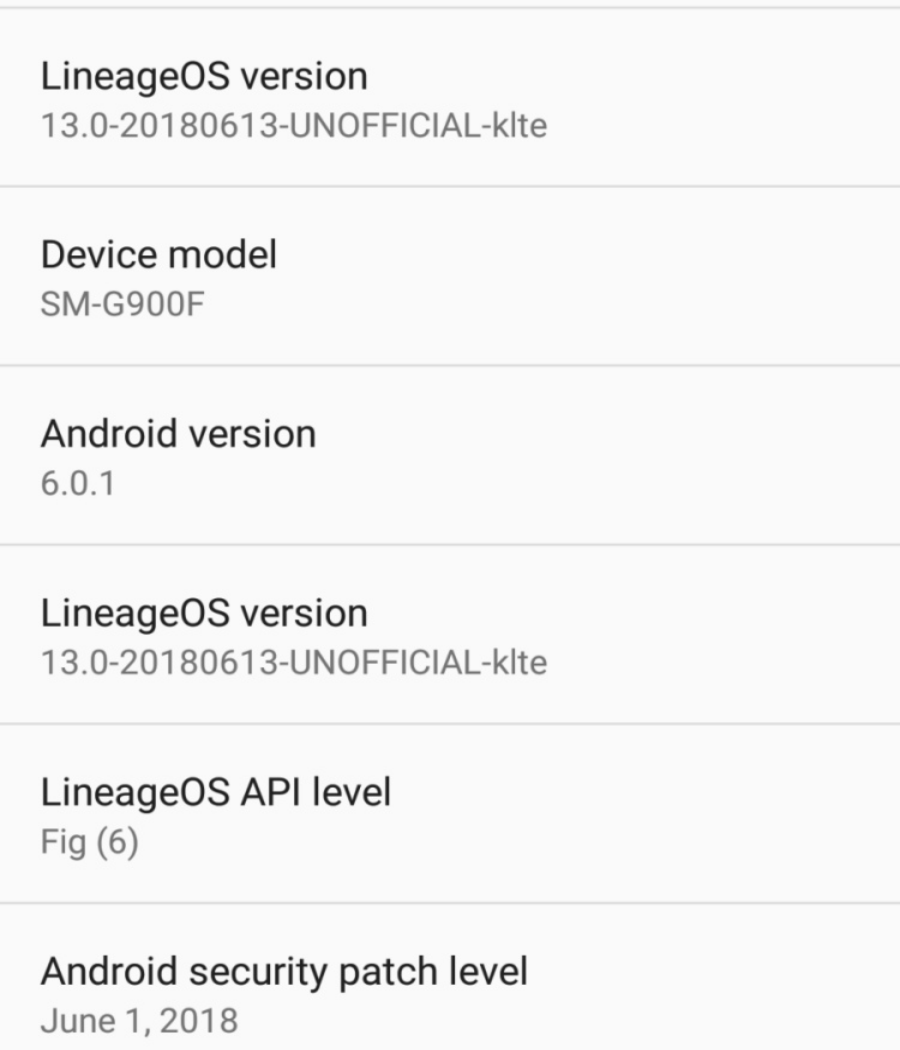 LineageOS version
13.0-20180613-UNOFFICIAL-klte
Device model
SM-G900F
Android version
6.0.1
LineageOS version
13.0-20180613-UNOFFICIAL-klte
LineageOS API level
Fig (6)
Android security patch level
June 1, 2018